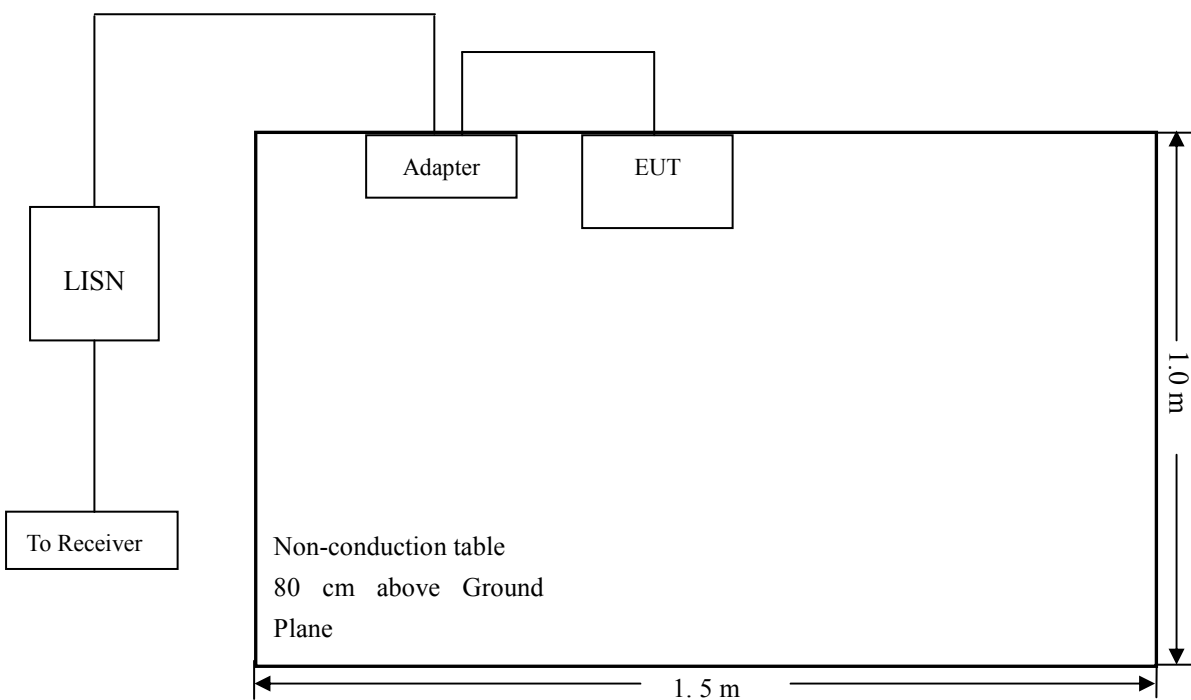 Adapter
EUT
LISN
1.0 m
To Receiver
Non-conduction table
80 cm above Ground
Plane
1. 5 m